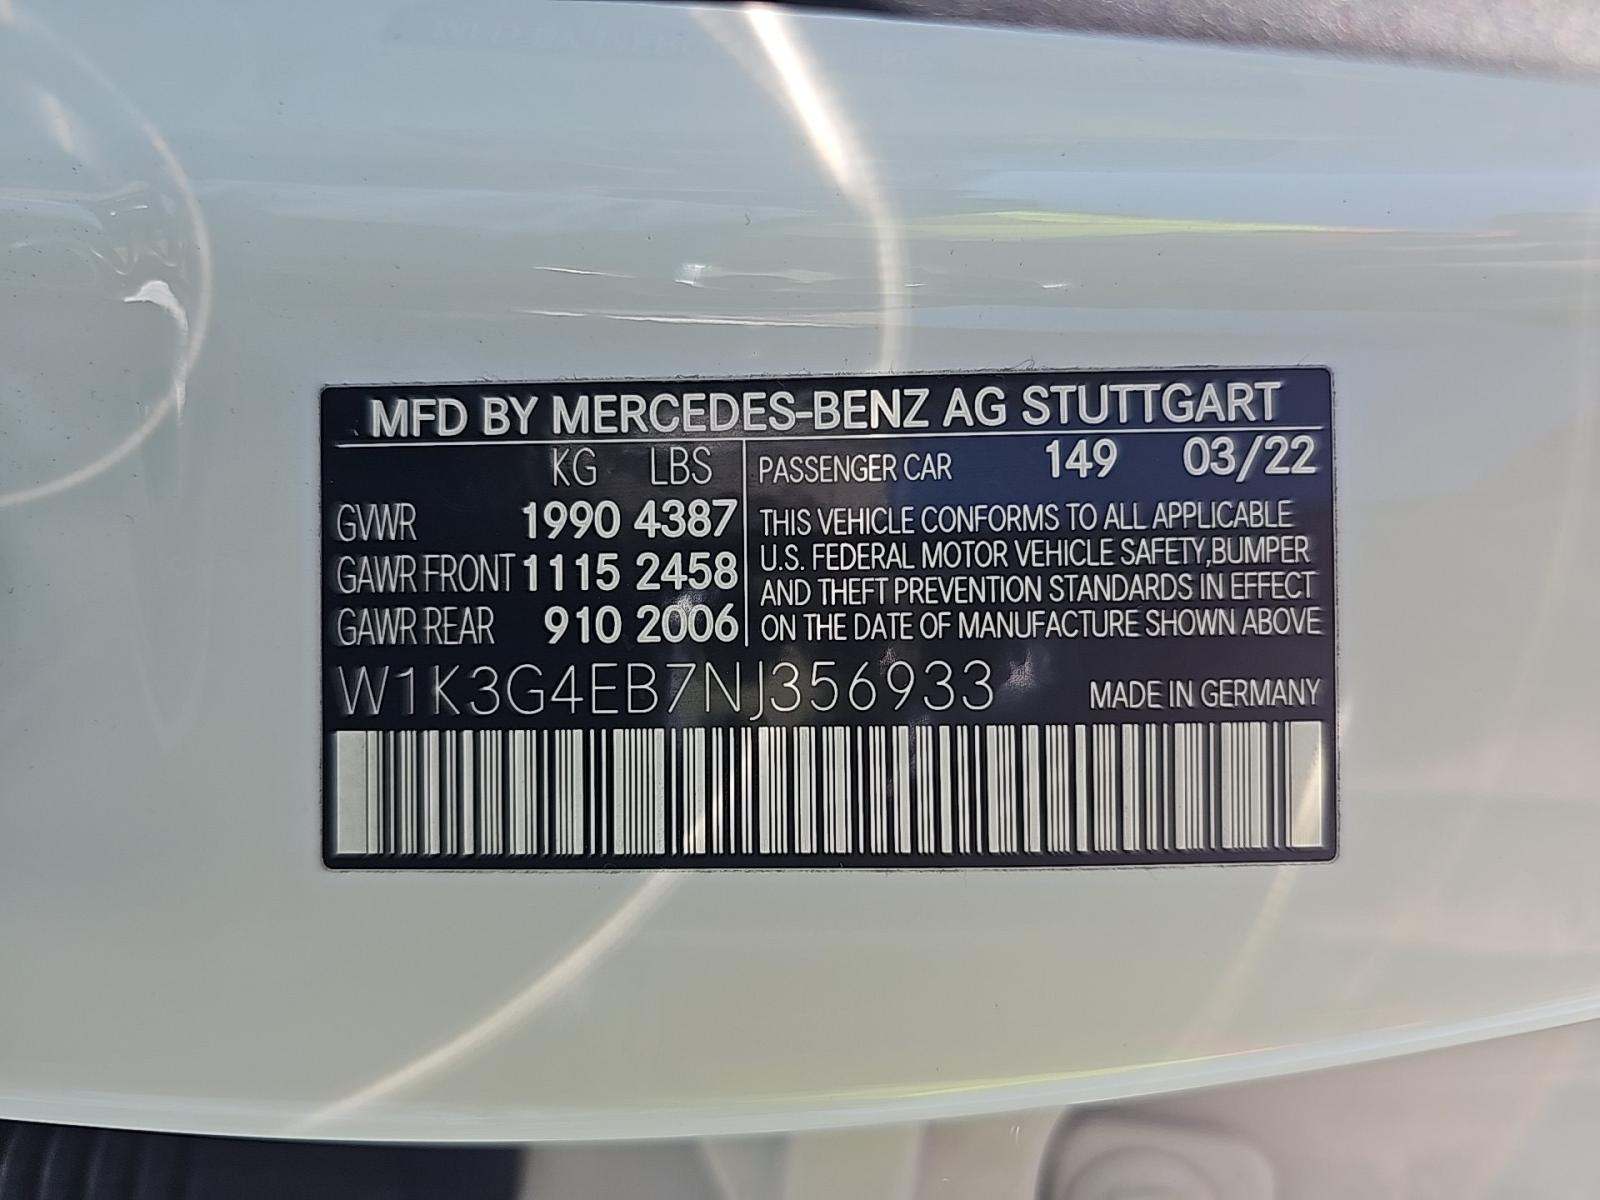 MFD BY MERCEDES-BENZ AG STUTTGART
KG LBS
GVWR 1990 4387
GAWR FRONT 1115 2458
GAWR REAR 910 2006
PASSENGER CAR 149 03/22
THIS VEHICLE CONFORMS TO ALL APPLICABLE
U.S. FEDERAL MOTOR VEHICLE SAFETY,BUMPER
AND THEFT PREVENTION STANDARDS IN EFFECT
ON THE DATE OF MANUFACTURE SHOWN ABOVE
W1K3G4EB7NJ356933
MADE IN GERMANY